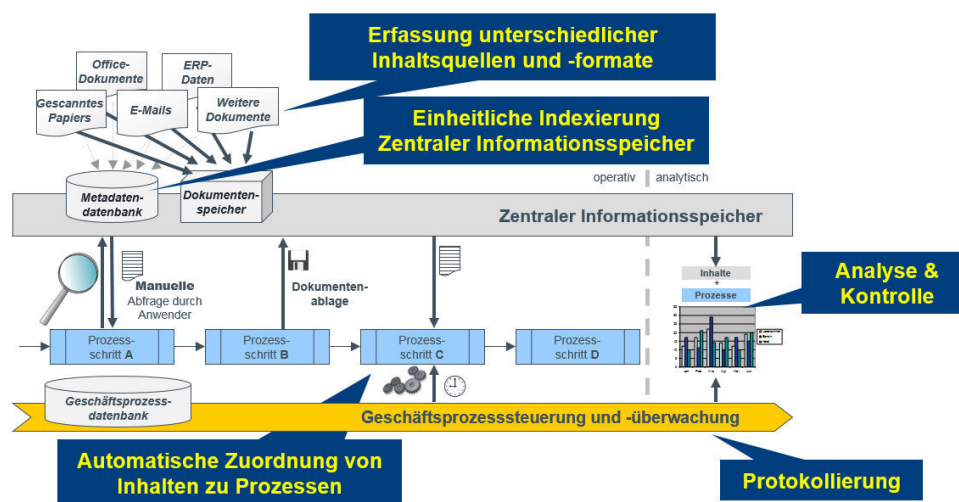 Erfassung unterschiedlicher
Inhaltsquellen und -formate
Office-
Dokumente
ERP-
Daten
Gescanntes
Papiers
E-Mails
Weitere
Dokumente
Einheitliche Indexierung
Zentraler Informationsspeicher
operativ
analytisch
Metadaten-
datenbank
Dokumenten-
speicher
Zentraler Informationsspeicher
Manuelle
Abfrage durch
Anwender
Dokumenten-
ablage
Inhalte
+
Prozesse
Analyse &
Kontrolle
Prozess-
schritt A
Prozess-
schritt B
Prozess-
schritt C
Prozess-
schritt D
Geschäftsprozess-
datenbank
Geschäftsprozesssteuerung und -überwachung
Automatische Zuordnung von
Inhalten zu Prozessen
Protokollierung